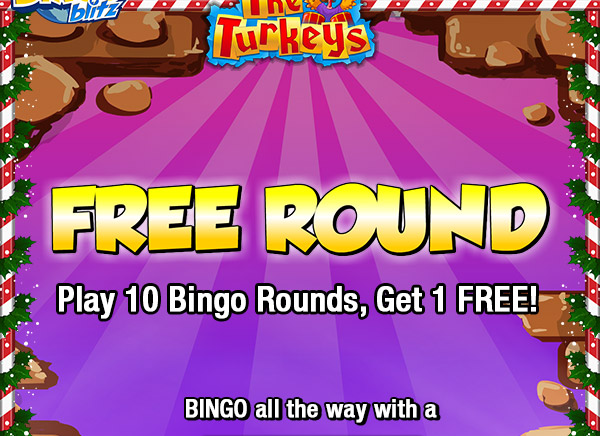 blitz
The
Turkeys
FREE ROUND
Play 10 Bingo Rounds, Get 1 FREE!
BINGO all the way with a